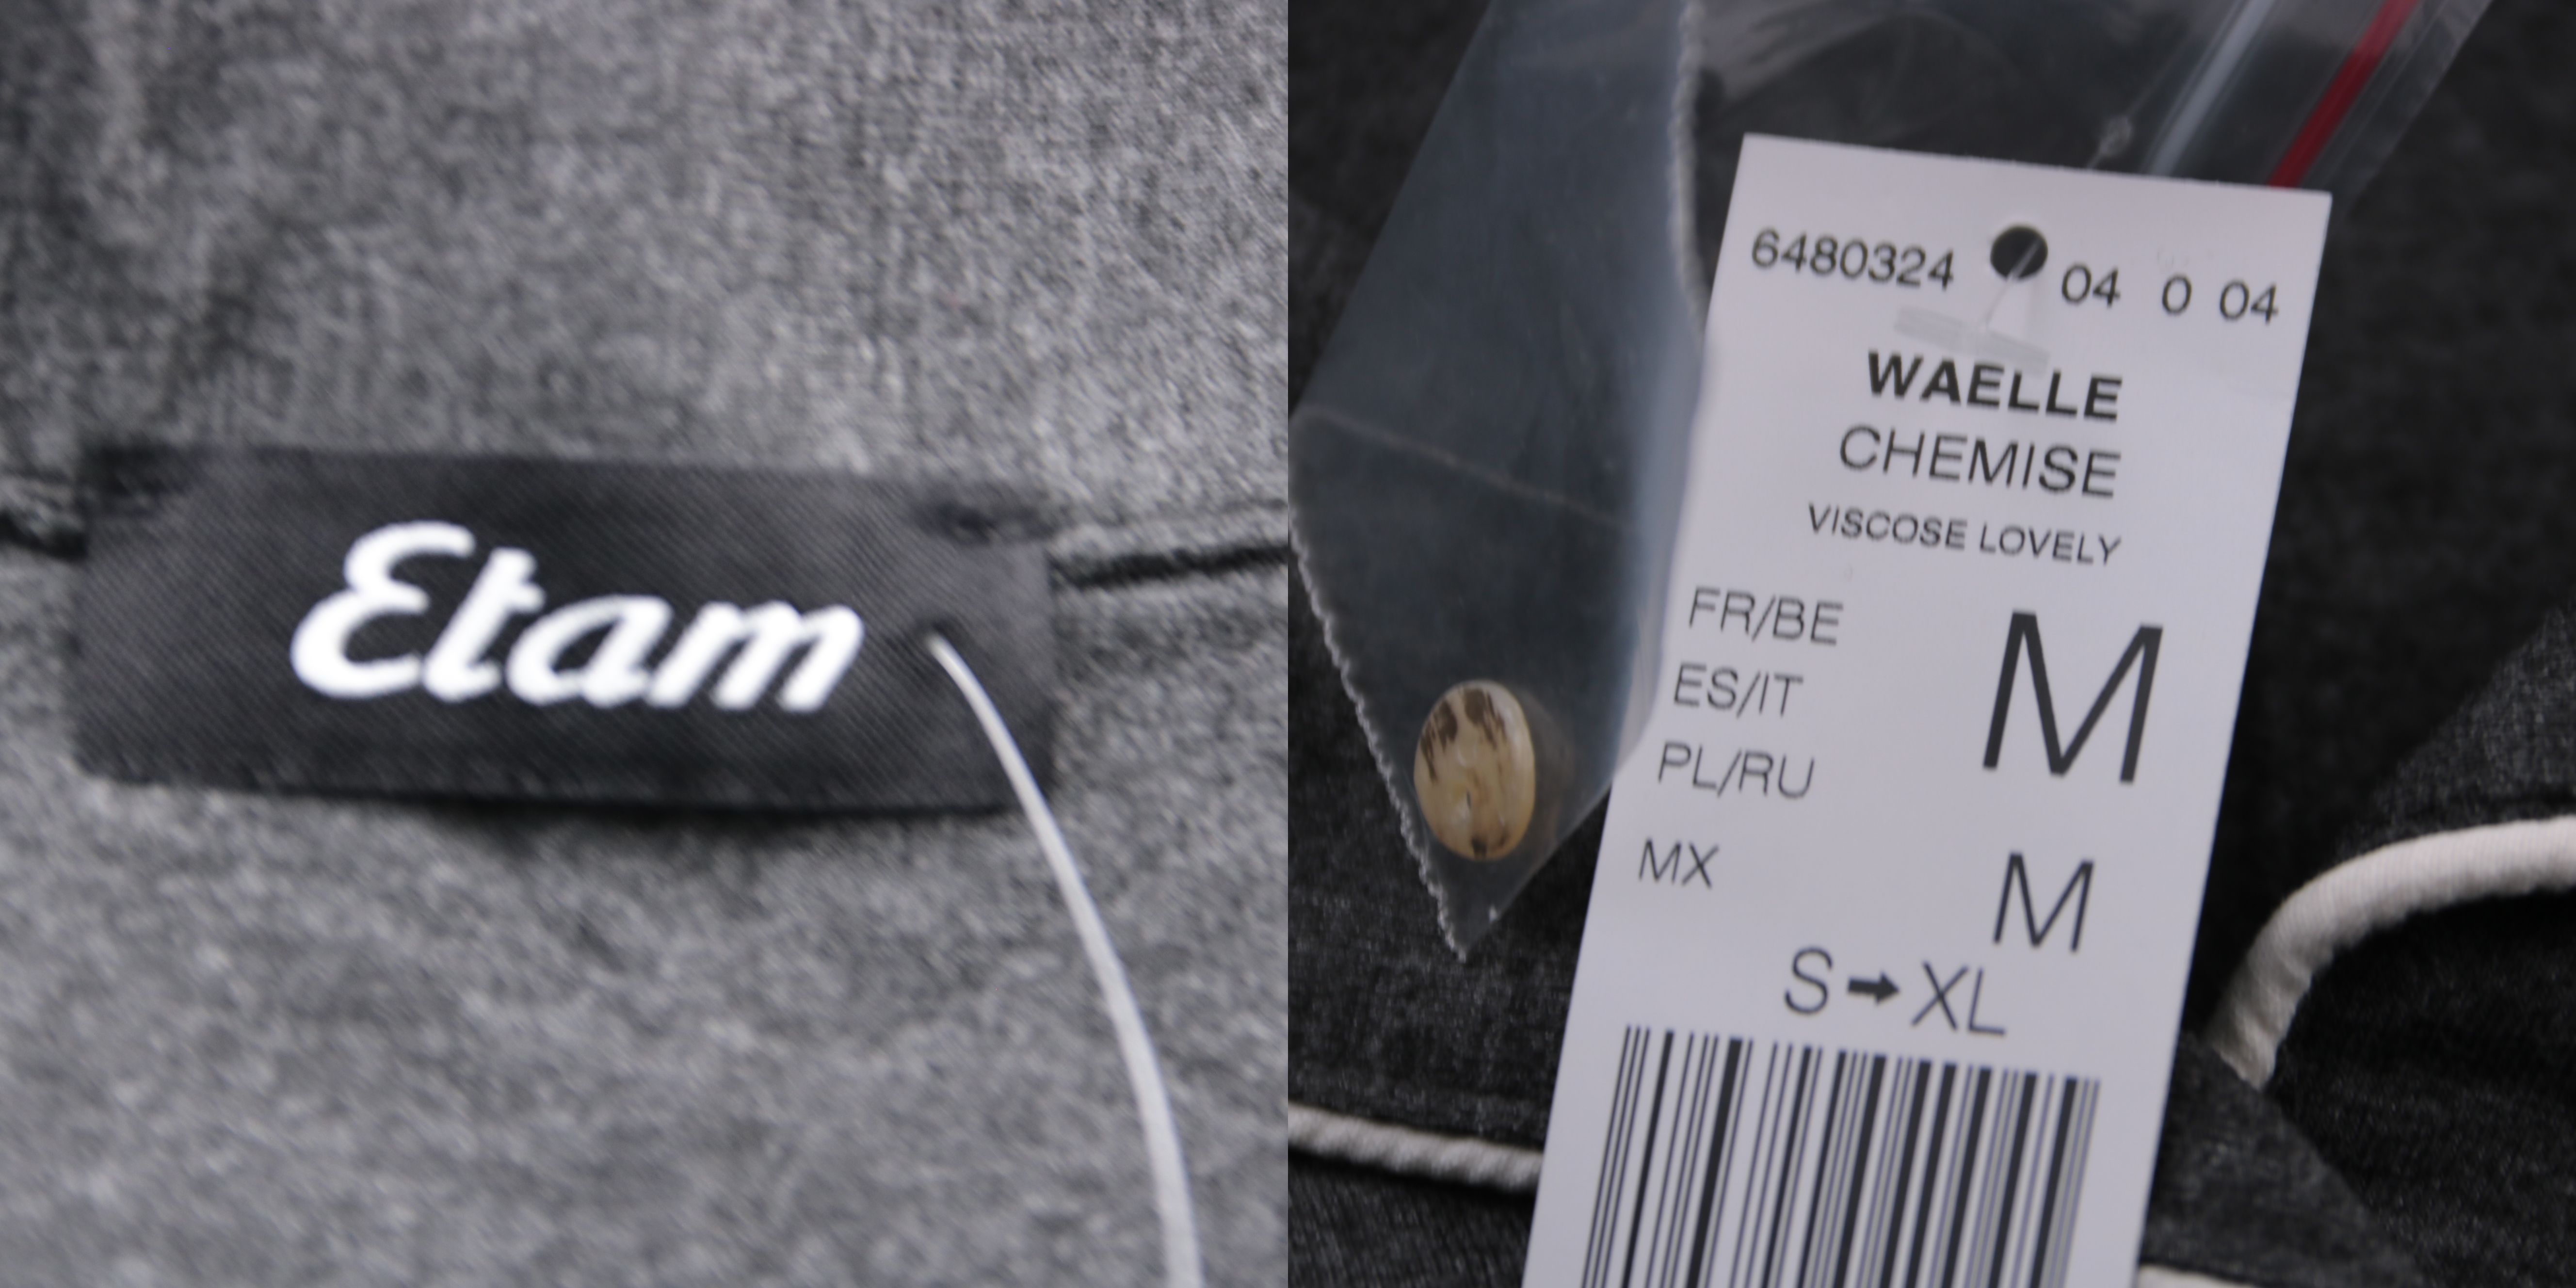 Etam
6480324 04 0 04
WAELLE
CHEMISE
VISCOSE LOVELY
FR/BE
ES/IT
PL/RU
M
MX M
S➡XL